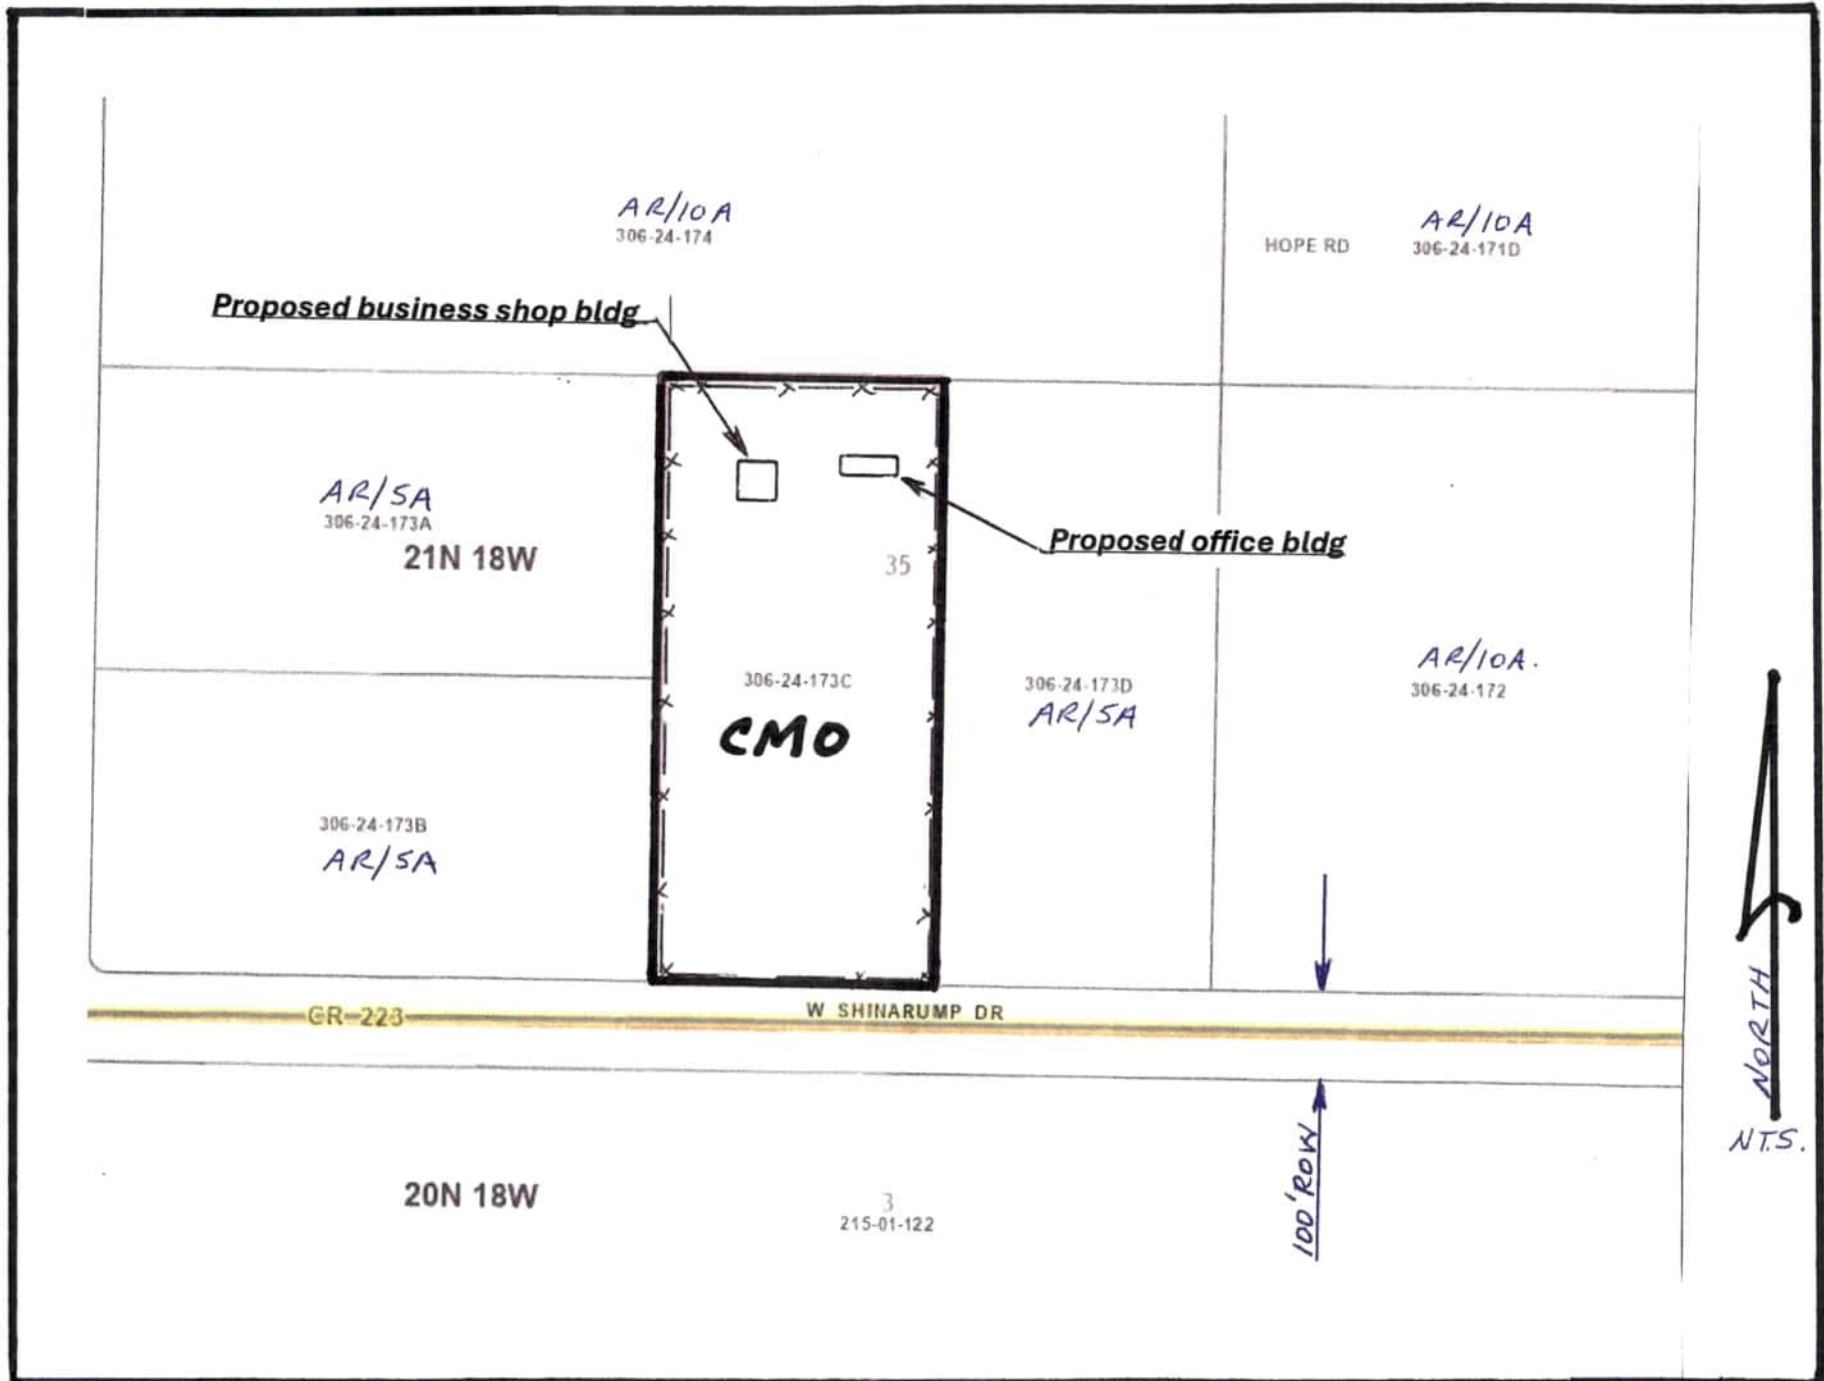 AR/10A
306-24-174
AR/10A
HOPE RD
306-24-171D
Proposed business shop bldg
AR/5A
306-24-173A
21N 18W
Proposed office bldg
35
AR/10A.
306-24-172
306-24-173C
306-24-173D
AR/5A
CMO
306-24-173B
AR/5A
CR 223
W SHINARUMP DR
NORTH
N.T.S.
100' ROW
20N 18W
3
215-01-122